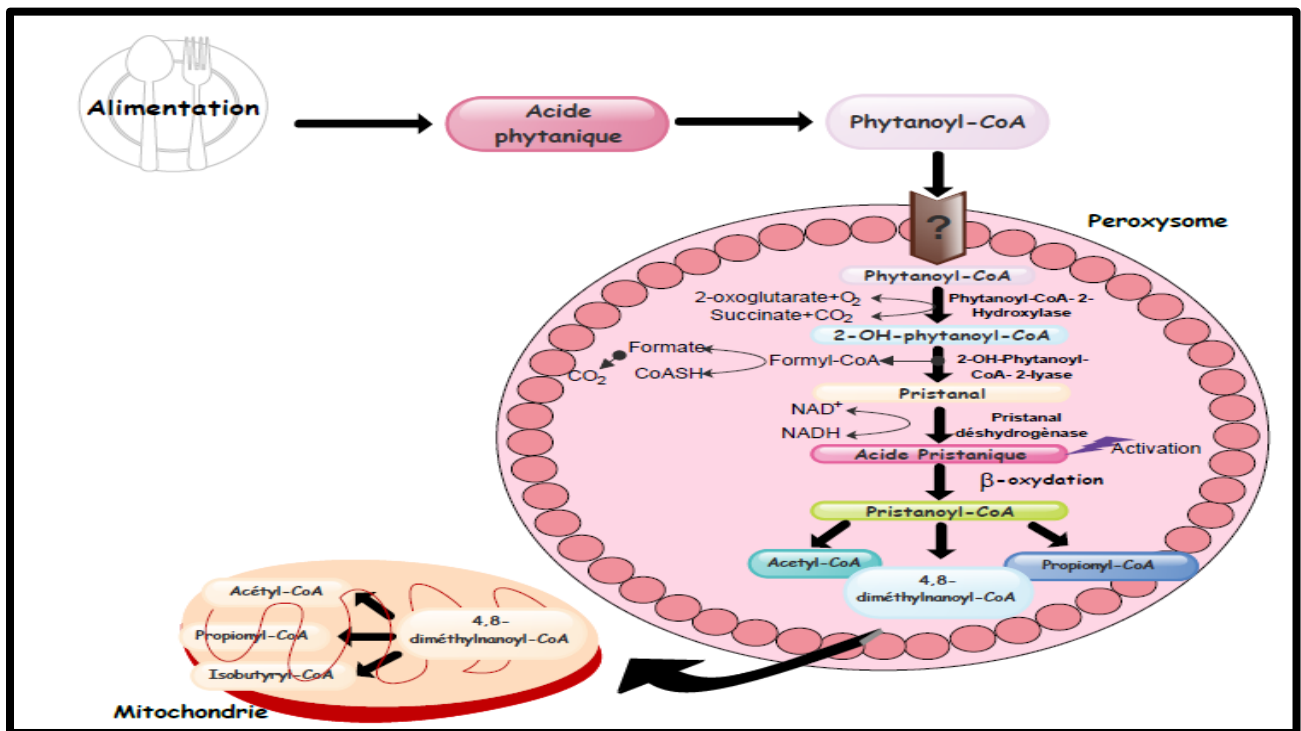 Alimentation
Acide
phytanique
Phytanoyl-CoA
Peroxysome
?
Phytanoyl-CoA
2-oxoglutarate+O2
Succinate+CO2
Phytanoyl-CoA- 2-
Hydroxylase
2-OH-phytanoyl-CoA
Formate
CoASH
CO2
Formyl-CoA
2-OH-Phytanoyl-
CoA- 2-lyase
Pristanal
NAD+
NADH
Pristanal
déshydrogènase
Acide Pristanique
Activation
β-oxydation
Pristanoyl-CoA
Acetyl-CoA
4,8-
diméthylnanoyl-CoA
Propionyl-CoA
Acétyl-CoA
Propionyl-CoA
Isobutyryl-CoA
4,8-
diméthylnanoyl-CoA
Mitochondrie